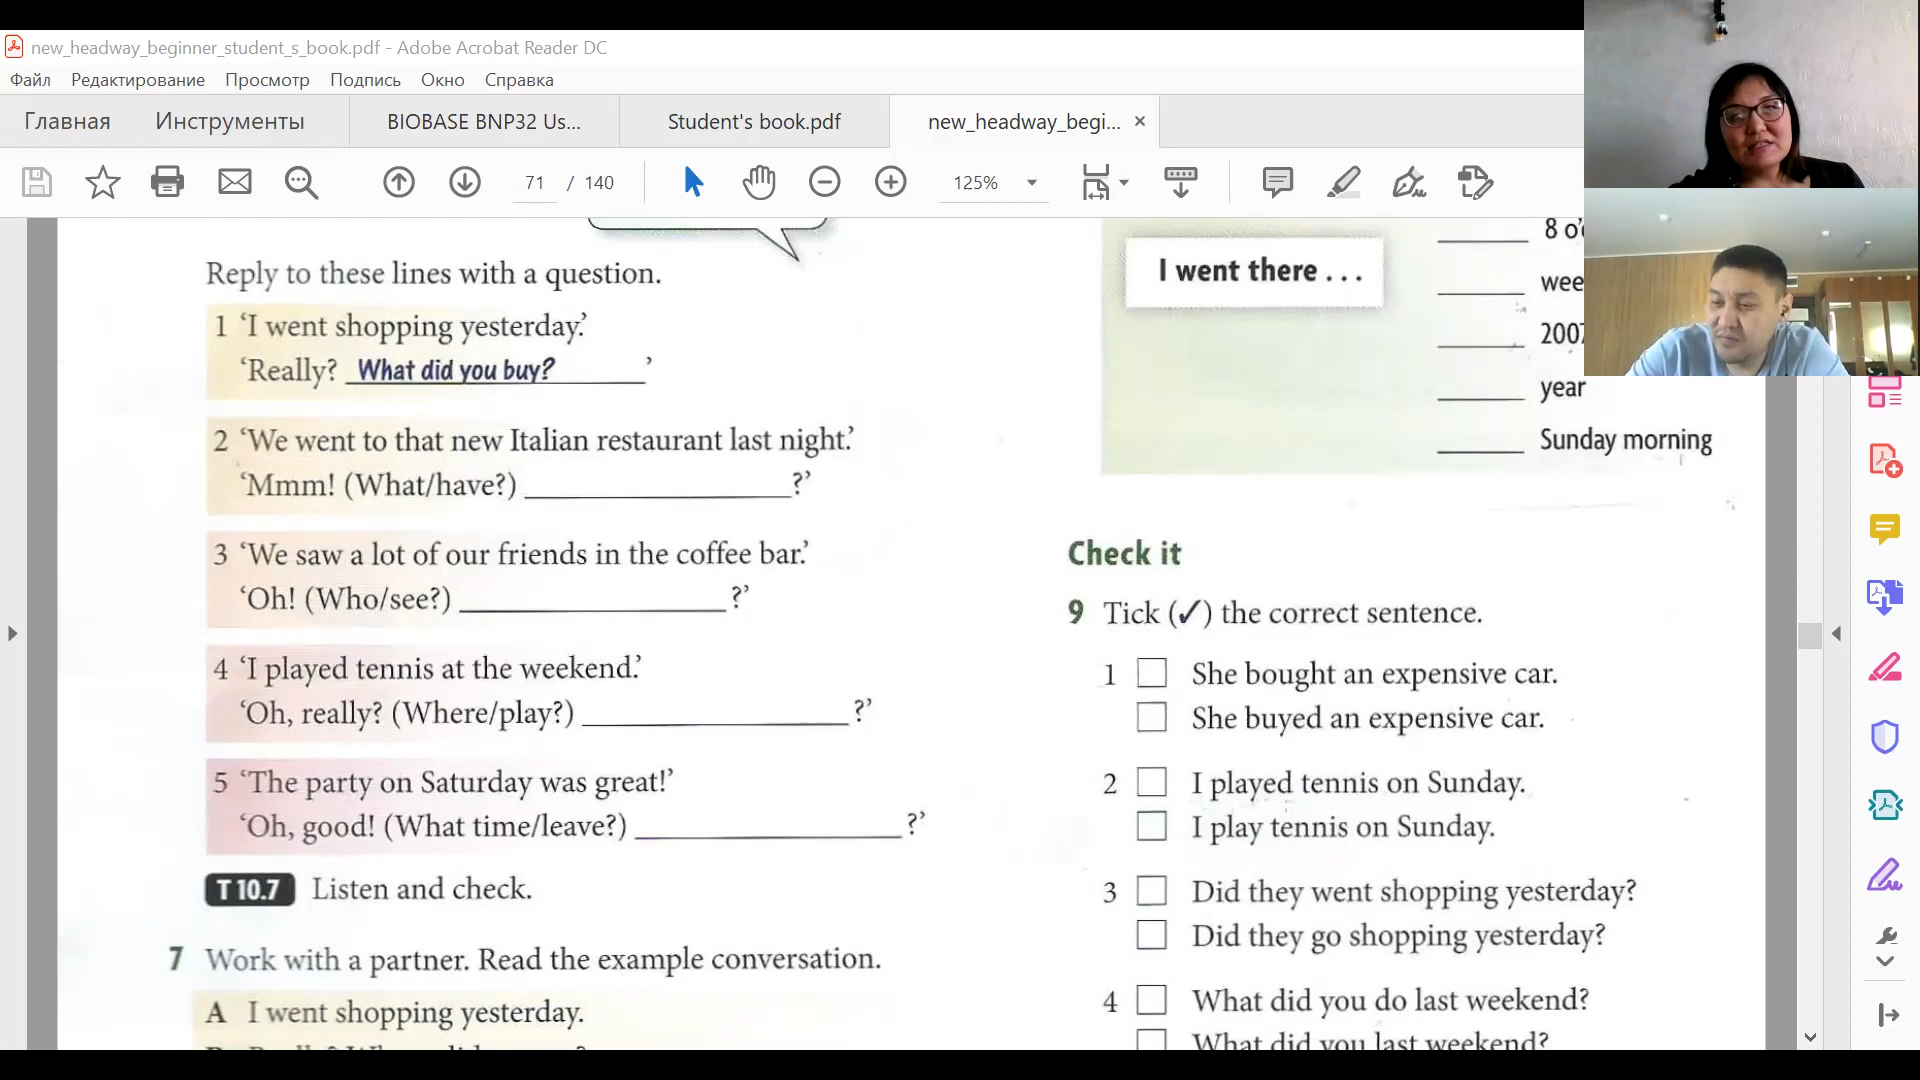 new_headway_beginner_student_s_book.pdf - Adobe Acrobat Reader DC
Файл Редактирование Просмотр Подпись Окно Справка
Главная Инструменты BIOBASE BNP32 Us... Student's book.pdf new_headway_begi... ×
71 / 140 125%
Reply to these lines with a question.
1 ‘I went shopping yesterday.’
‘Really? What did you buy? ’
2 ‘We went to that new Italian restaurant last night.’
‘Mmm! (What/have?) ?’
3 ‘We saw a lot of our friends in the coffee bar.’
‘Oh! (Who/see?) ?’
4 ‘I played tennis at the weekend.’
‘Oh, really? (Where/play?) ?’
5 ‘The party on Saturday was great!’
‘Oh, good! (What time/leave?) ?’
T 10.7 Listen and check.
7 Work with a partner. Read the example conversation.
A I went shopping yesterday.
I went there . . .
8
year
Sunday morning
Check it
9 Tick (✓) the correct sentence.
1 She bought an expensive car.
She buyed an expensive car.
2 I played tennis on Sunday.
I play tennis on Sunday.
3 Did they went shopping yesterday?
Did they go shopping yesterday?
4 What did you do last weekend?
What did you last weekend?